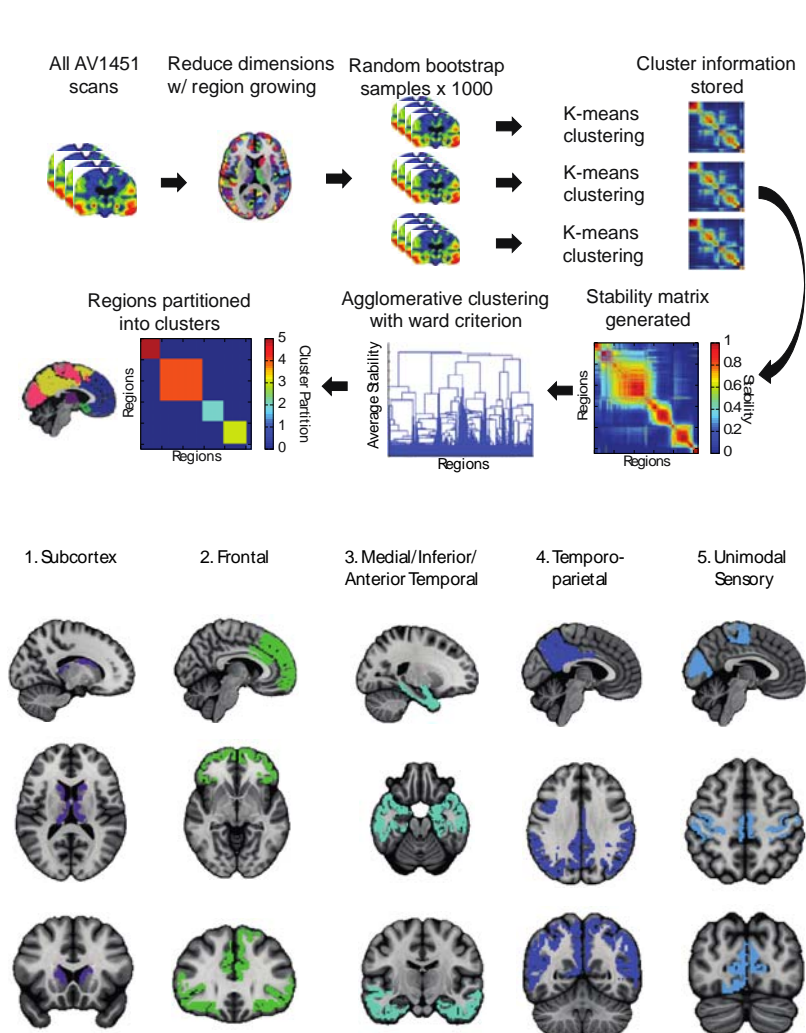 All AV1451
scans
Reduce dimensions
w/ region growing
Random bootstrap
samples x 1000
Cluster information
stored
K-means
clustering
K-means
clustering
K-means
clustering
Regions partitioned
into clusters
Agglomerative clustering
with ward criterion
Stability matrix
generated
Regions
Regions
5
4
3
2
1
0
Cluster Partition
Average Stability
Regions
Regions
Regions
1
0.8
0.6
0.4
0.2
0
Stability
1. Subcortex
2. Frontal
3. Medial/Inferior/
Anterior Temporal
4. Temporo-
parietal
5. Unimodal
Sensory